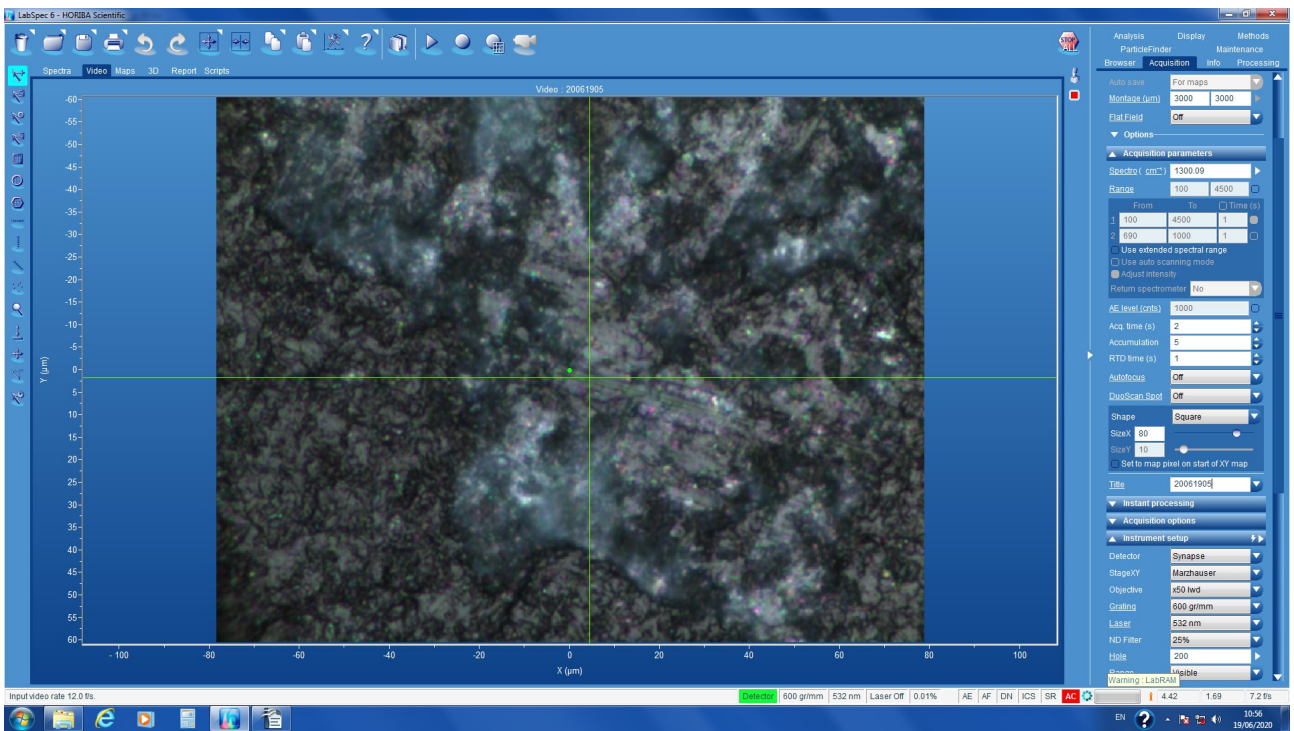 LabSpec 6 - HORIBA Scientific
Spectra Video Maps 3D Report Scripts
Video : 20061905
-60
-55
-50
-45
-40
-35
-30
-25
-20
-15
-10
-5
0
5
10
15
20
25
30
35
40
45
50
55
60
Y (µm)
-100 -80 -60 -40 -20 0 20 40 60 80 100
X (µm)
STOP ALL
Analysis Display Methods
ParticleFinder Maintenance
Browser Acquisition Info Processing
Auto save For maps
Montage (µm) 3000 3000
Flat Field Off
Options
Acquisition parameters
Spectro ( cm⁻¹) 1300.09
Range 100 4500
From To Time (s)
1 100 4500 1
2 690 1000 1
Use extended spectral range
Use auto scanning mode
Adjust intensity
Return spectrometer No
AE level (cnts) 1000
Acq. time (s) 2
Accumulation 5
RTD time (s) 1
Autofocus Off
DuoScan Spot Off
Shape Square
SizeX 80
SizeY 10
Set to map pixel on start of XY map
Title 20061905
Instant processing
Acquisition options
Instrument setup
Detector Synapse
StageXY Marzhauser
Objective x50 lwd
Grating 600 gr/mm
Laser 532 nm
ND Filter 25%
Hole 200
Range Visible
Warning : LabRAM
Input video rate 12.0 f/s.
Detector 600 gr/mm 532 nm Laser Off 0.01% AE AF DN ICS SR AC 4.42 1.69 7.2 f/s
EN 10:56
19/06/2020